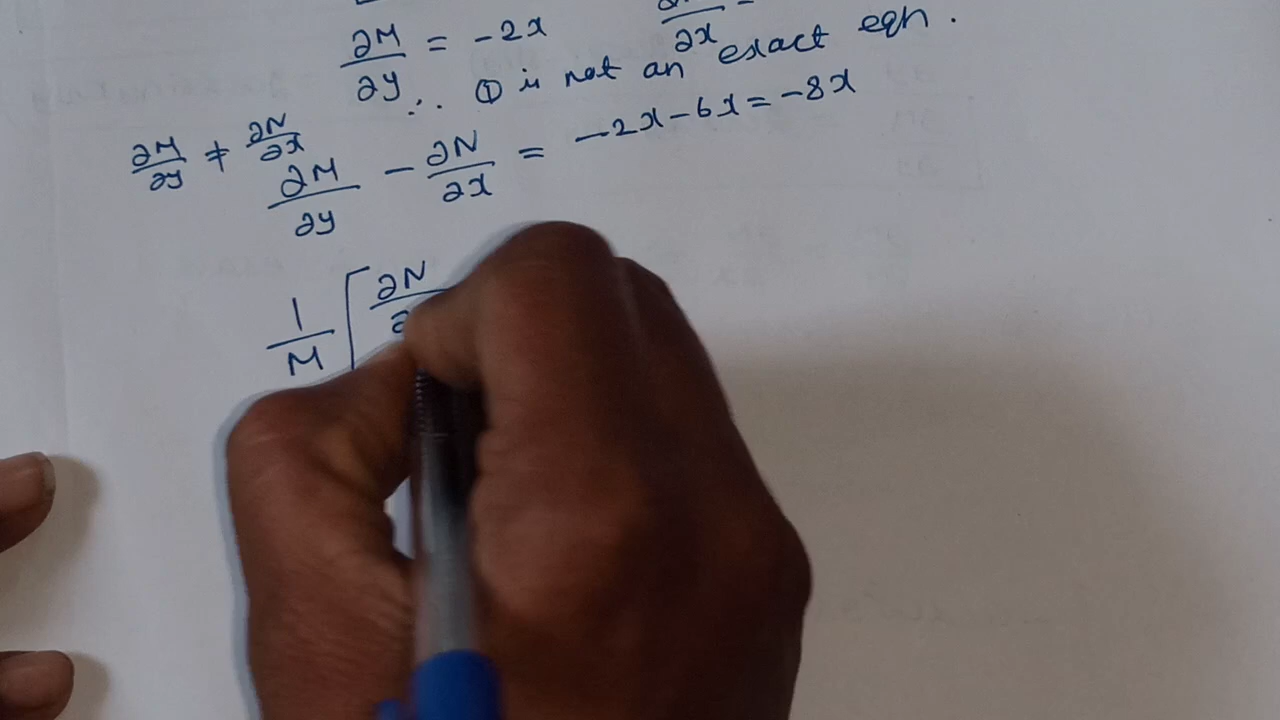 ∂M/∂y = -2x ∂x
∴ ① is not an exact eqn.
∂M/∂y ≠ ∂N/∂x
∂M/∂y - ∂N/∂x = -2x-6x = -8x
1/M [ ∂N